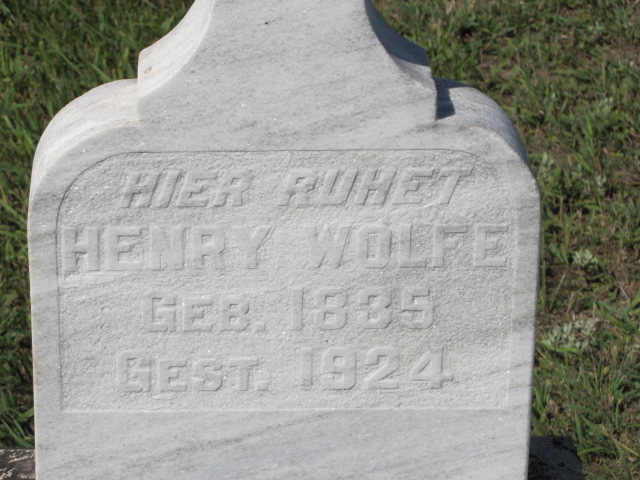 HIER RUHET
HENRY WOLFE
GEB. 1835
GEST. 1924